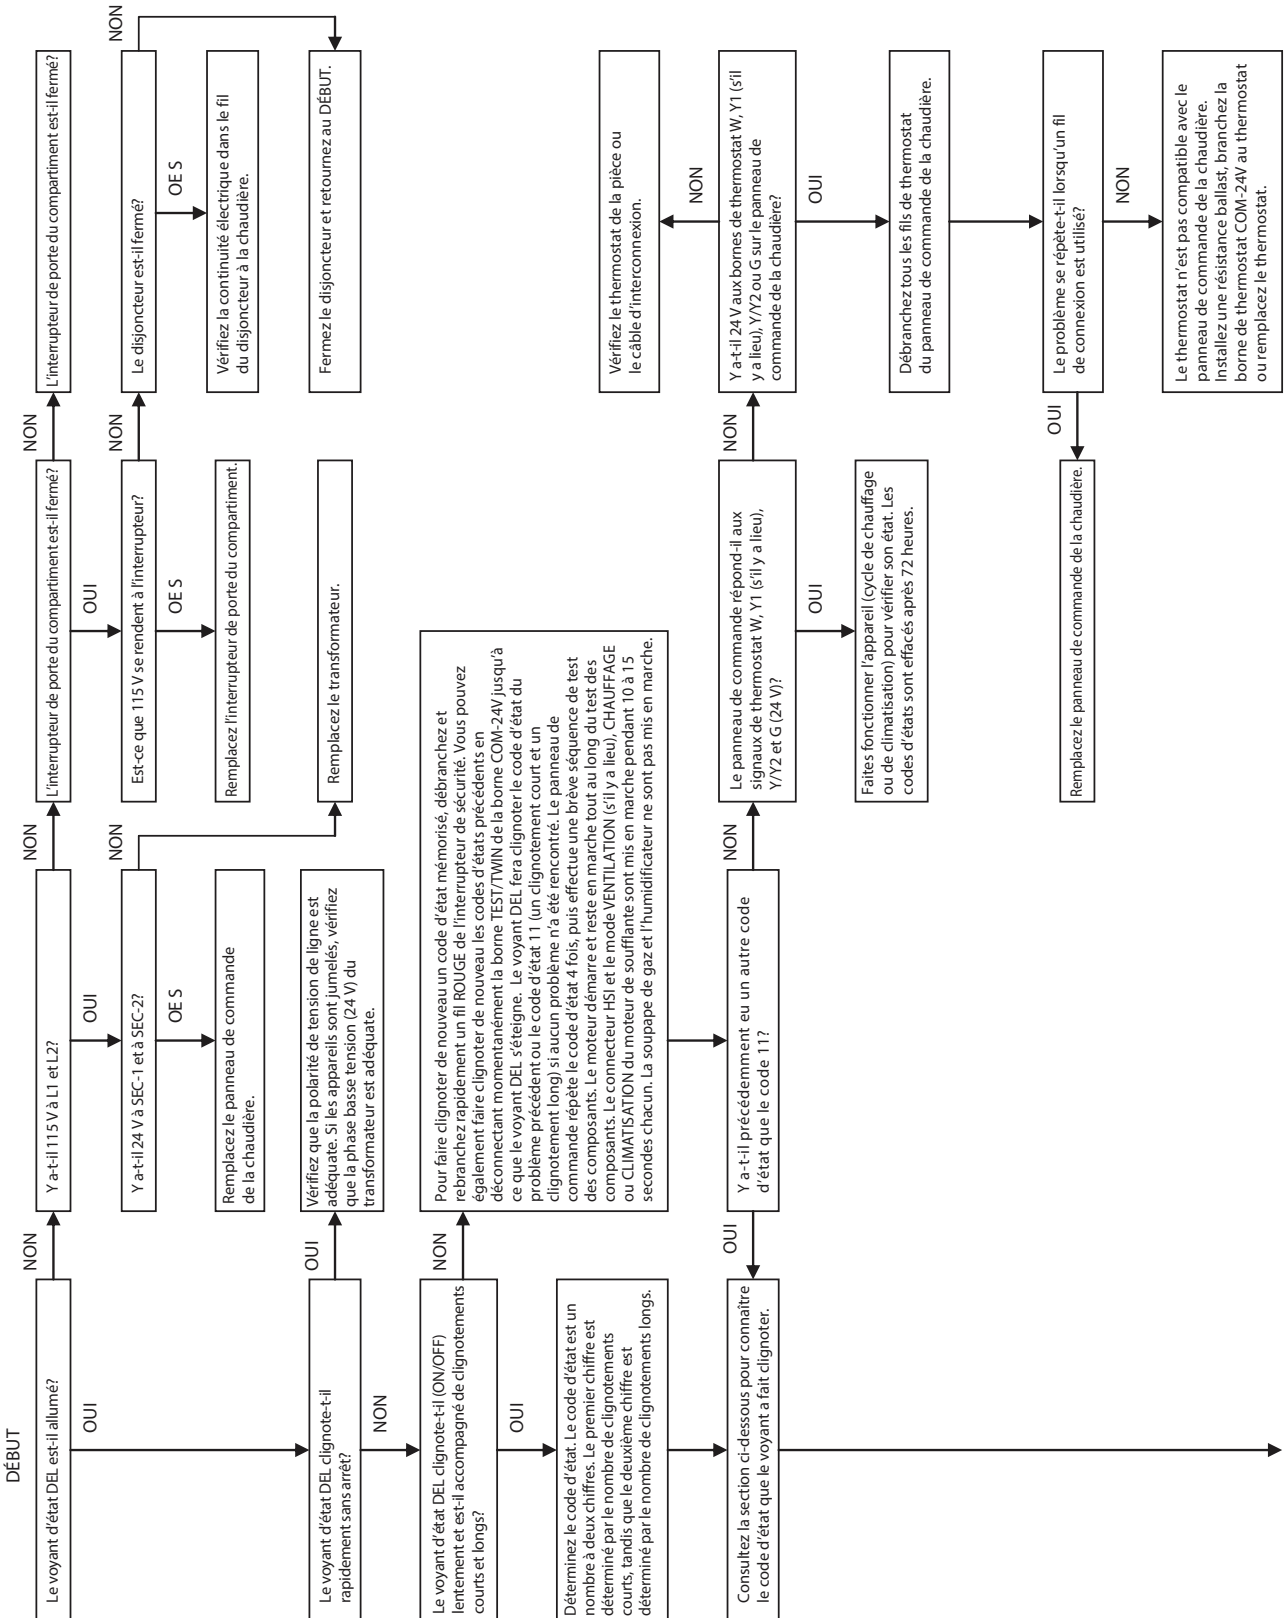 DÉBUT
Le voyant d'état DEL est-il allumé?
NON
OUI
Y a-t-il 115 V à L1 et L2?
NON
OUI
L'interrupteur de porte du compartiment est-il fermé?
NON
OUI
L'interrupteur de porte du compartiment est-il fermé?
Y a-t-il 24 V à SEC-1 et à SEC-2?
NON
OE S
Est-ce que 115 V se rendent à l'interrupteur?
NON
OE S
Le disjoncteur est-il fermé?
NON
OE S
Remplacez le panneau de commande
de la chaudière.
Remplacez l'interrupteur de porte du compartiment.
Vérifiez la continuité électrique dans le fil
du disjoncteur à la chaudière.
Le voyant d'état DEL clignote-t-il
rapidement sans arrêt?
OUI
NON
Vérifiez que la polarité de tension de ligne est
adéquate. Si les appareils sont jumelés, vérifiez
que la phase basse tension (24 V) du
transformateur est adéquate.
Remplacez le transformateur.
Fermez le disjoncteur et retournez au DÉBUT.
Le voyant d'état DEL clignote-t-il (ON/OFF)
lentement et est-il accompagné de clignotements
courts et longs?
NON
OUI
Pour faire clignoter de nouveau un code d'état mémorisé, débranchez et
rebranchez rapidement un fil ROUGE de l'interrupteur de sécurité. Vous pouvez
également faire clignoter de nouveau les codes d'états précédents en
déconnectant momentanément la borne TEST/TWIN de la borne COM-24V jusqu'à
ce que le voyant DEL s'éteigne. Le voyant DEL fera clignoter le code d'état du
problème précédent ou le code d'état 11 (un clignotement court et un
clignotement long) si aucun problème n'a été rencontré. Le panneau de
commande répète le code d'état 4 fois, puis effectue une brève séquence de test
des composants. Le moteur démarre et reste en marche tout au long du test des
composants. Le connecteur HSI et le mode VENTILATION (s'il y a lieu), CHAUFFAGE
ou CLIMATISATION du moteur de soufflante sont mis en marche pendant 10 à 15
secondes chacun. La soupape de gaz et l'humidificateur ne sont pas mis en marche.
Déterminez le code d'état. Le code d'état est un
nombre à deux chiffres. Le premier chiffre est
déterminé par le nombre de clignotements
courts, tandis que le deuxième chiffre est
déterminé par le nombre de clignotements longs.
Consultez la section ci-dessous pour connaître
le code d'état que le voyant a fait clignoter.
OUI
Y a-t-il précédemment eu un autre code
d'état que le code 11?
NON
Le panneau de commande répond-il aux
signaux de thermostat W, Y1 (s'il y a lieu),
Y/Y2 et G (24 V)?
NON
OUI
Faites fonctionner l'appareil (cycle de chauffage
ou de climatisation) pour vérifier son état. Les
codes d'états sont effacés après 72 heures.
Vérifiez le thermostat de la pièce ou
le câble d'interconnexion.
NON
Y a-t-il 24 V aux bornes de thermostat W, Y1 (s'il
y a lieu), Y/Y2 ou G sur le panneau de
commande de la chaudière?
OUI
Débranchez tous les fils de thermostat
du panneau de commande de la chaudière.
Le problème se répète-t-il lorsqu'un fil
de connexion est utilisé?
OUI
NON
Remplacez le panneau de commande de la chaudière.
Le thermostat n'est pas compatible avec le
panneau de commande de la chaudière.
Installez une résistance ballast, branchez la
borne de thermostat COM-24V au thermostat
ou remplacez le thermostat.